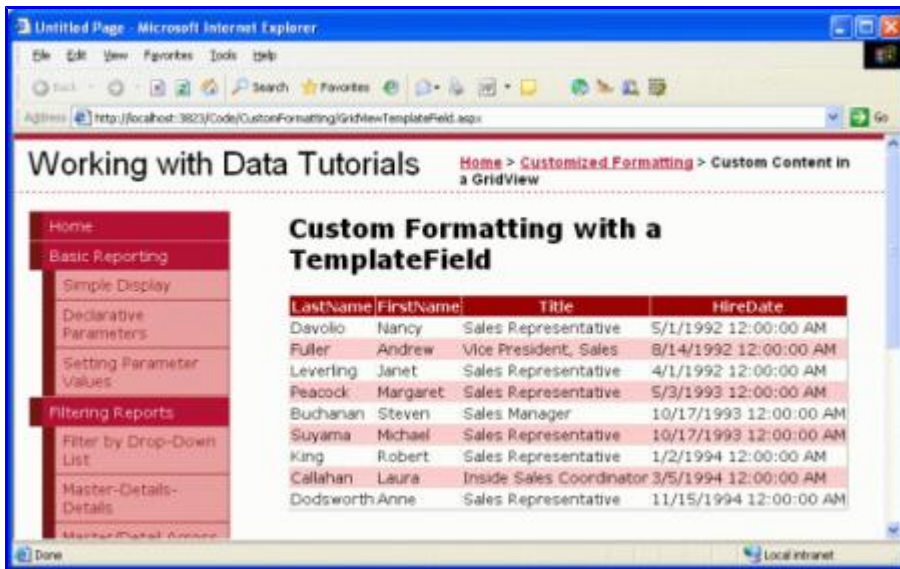 Untitled Page - Microsoft Internet Explorer
File Edit View Favorites Tools Help
Back Search Favorites
Address http://localhost:3823/Code/CustomFormatting/GridViewTemplateField.aspx Go
Working with Data Tutorials
Home > Customized Formatting > Custom Content in
a GridView
Home
Basic Reporting
Simple Display
Declarative
Parameters
Setting Parameter
Values
Filtering Reports
Filter by Drop-Down
List
Master-Details-
Details
Master/Detail Across
Custom Formatting with a
TemplateField
LastName FirstName Title HireDate
Davolio Nancy Sales Representative 5/1/1992 12:00:00 AM
Fuller Andrew Vice President, Sales 8/14/1992 12:00:00 AM
Leverling Janet Sales Representative 4/1/1992 12:00:00 AM
Peacock Margaret Sales Representative 5/3/1993 12:00:00 AM
Buchanan Steven Sales Manager 10/17/1993 12:00:00 AM
Suyama Michael Sales Representative 10/17/1993 12:00:00 AM
King Robert Sales Representative 1/2/1994 12:00:00 AM
Callahan Laura Inside Sales Coordinator 3/5/1994 12:00:00 AM
Dodsworth Anne Sales Representative 11/15/1994 12:00:00 AM
Done Local intranet